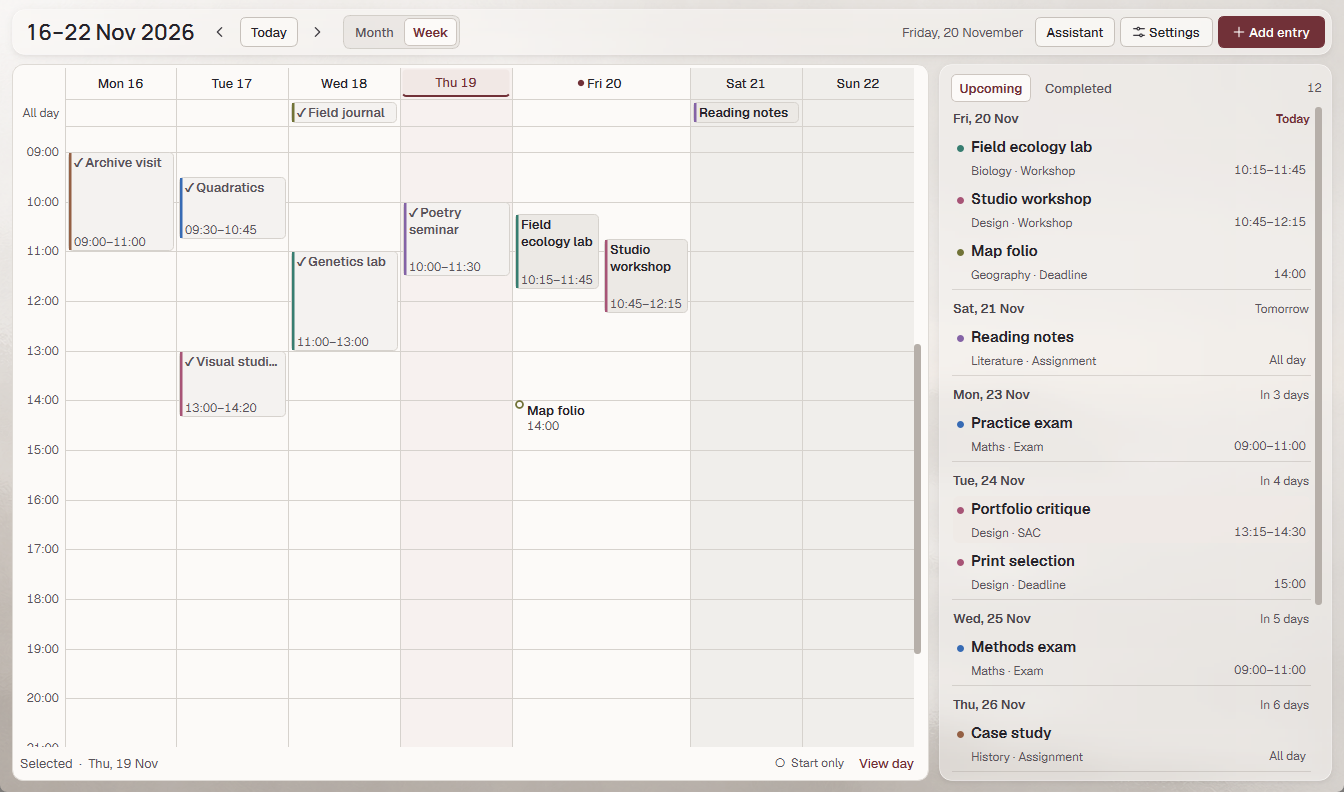 16–22 Nov 2026
Today
Month
Week
Friday, 20 November
Assistant
Settings
+ Add entry
Mon 16
Tue 17
Wed 18
Thu 19
Fri 20
Sat 21
Sun 22
All day
✓ Field journal
Reading notes
09:00
10:00
11:00
12:00
13:00
14:00
15:00
16:00
17:00
18:00
19:00
20:00
21:00
✓ Archive visit
09:00–11:00
✓ Quadratics
09:30–10:45
✓ Visual studi…
13:00–14:20
✓ Genetics lab
11:00–13:00
✓ Poetry
seminar
10:00–11:30
Field
ecology lab
10:15–11:45
Studio
workshop
10:45–12:15
Map folio
14:00
Selected · Thu, 19 Nov
Start only
View day
Upcoming
Completed
12
Fri, 20 Nov
Today
Field ecology lab
Biology · Workshop
10:15–11:45
Studio workshop
Design · Workshop
10:45–12:15
Map folio
Geography · Deadline
14:00
Sat, 21 Nov
Tomorrow
Reading notes
Literature · Assignment
All day
Mon, 23 Nov
In 3 days
Practice exam
Maths · Exam
09:00–11:00
Tue, 24 Nov
In 4 days
Portfolio critique
Design · SAC
13:15–14:30
Print selection
Design · Deadline
15:00
Wed, 25 Nov
In 5 days
Methods exam
Maths · Exam
09:00–11:00
Thu, 26 Nov
In 6 days
Case study
History · Assignment
All day